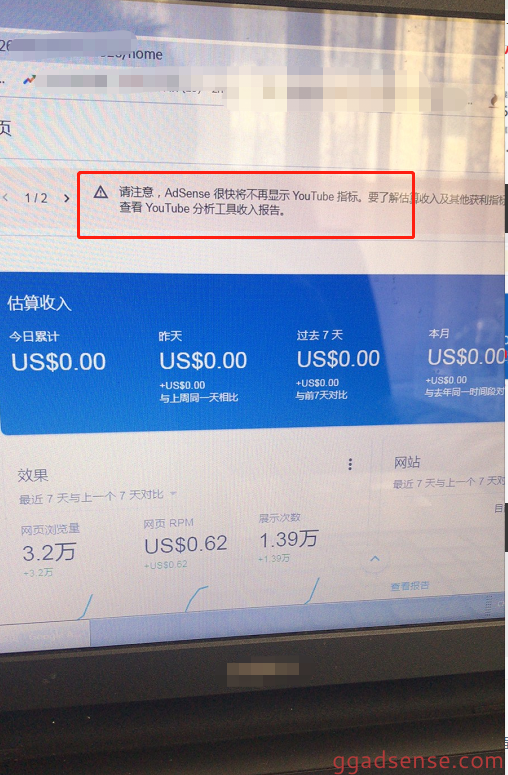 /home
页
1 / 2
请注意，AdSense 很快将不再显示 YouTube 指标。要了解估算收入及其他获利指标
查看 YouTube 分析工具收入报告。
估算收入
今日累计 昨天 过去 7 天 本月
US$0.00 US$0.00 US$0.00 US$0.00
+US$0.00 +US$0.00 +US$0.00
与上周同一天相比 与前7天对比 与去年同一时间段对
效果 网站
最近 7 天与上一个 7 天对比 最近 7 天与上一个 7 天对
网页浏览量 网页 RPM 展示次数
3.2万 US$0.62 1.39万
+3.2万 +US$0.62 +1.39万
查看报告
ggadsense.com